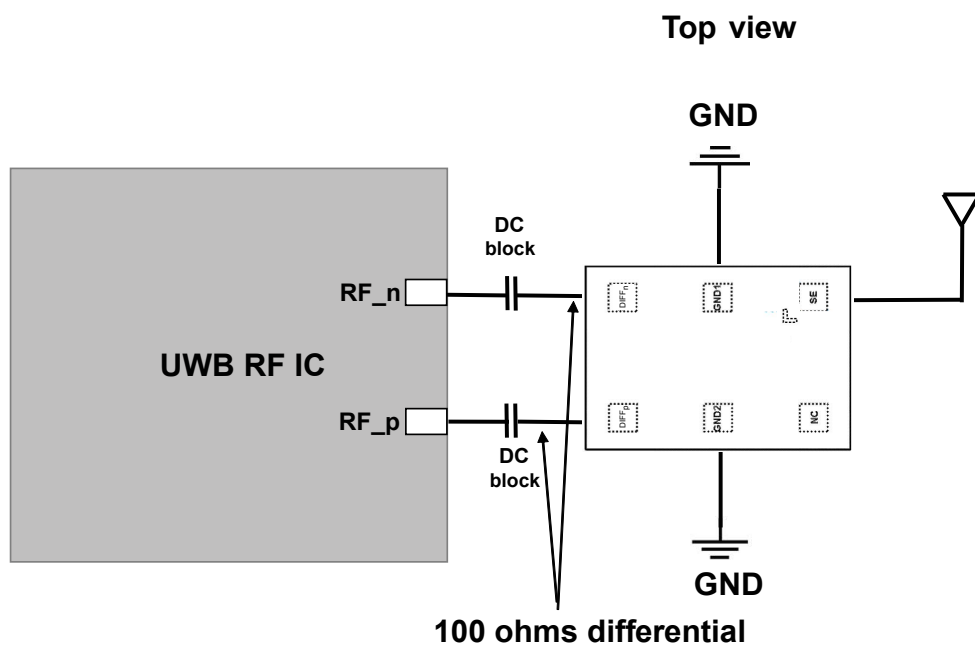 Top view
GND
DC
block
RF_n
DIFFn
GND1
SE
UWB RF IC
RF_p
DIFFp
GND2
NC
DC
block
GND
100 ohms differential